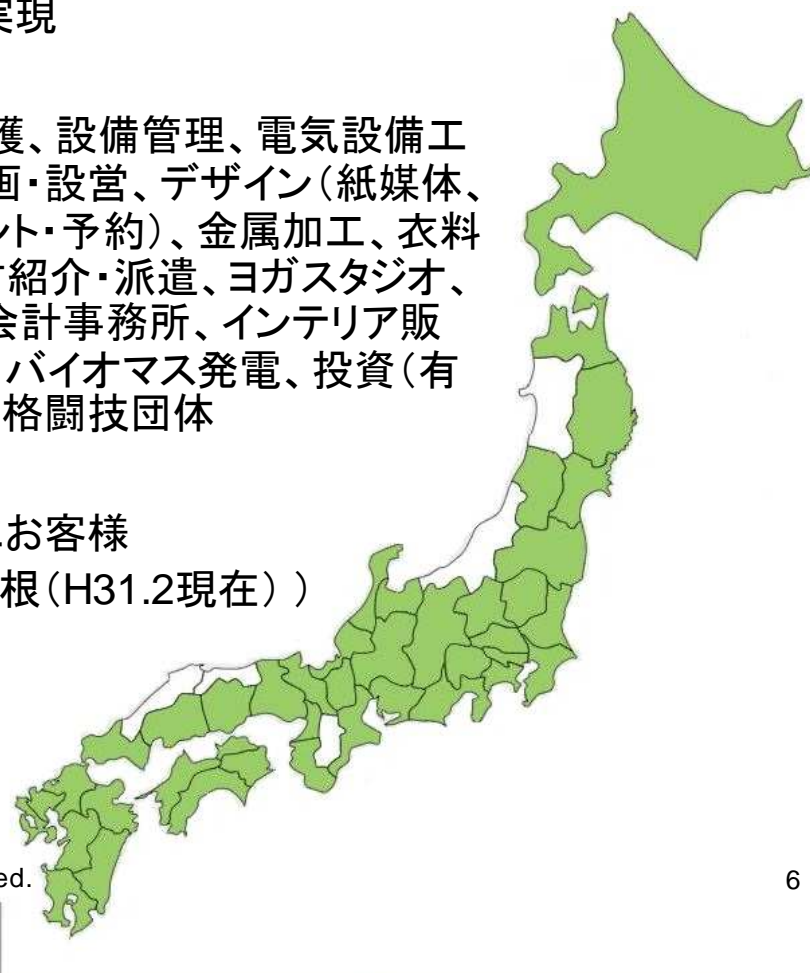 実現
護、設備管理、電気設備工
画・設営、デザイン（紙媒体、
ント・予約）、金属加工、衣料
紹介・派遣、ヨガスタジオ、
会計事務所、インテリア販
バイオマス発電、投資（有
格闘技団体
お客様
根（H31.2現在））
ed.
6